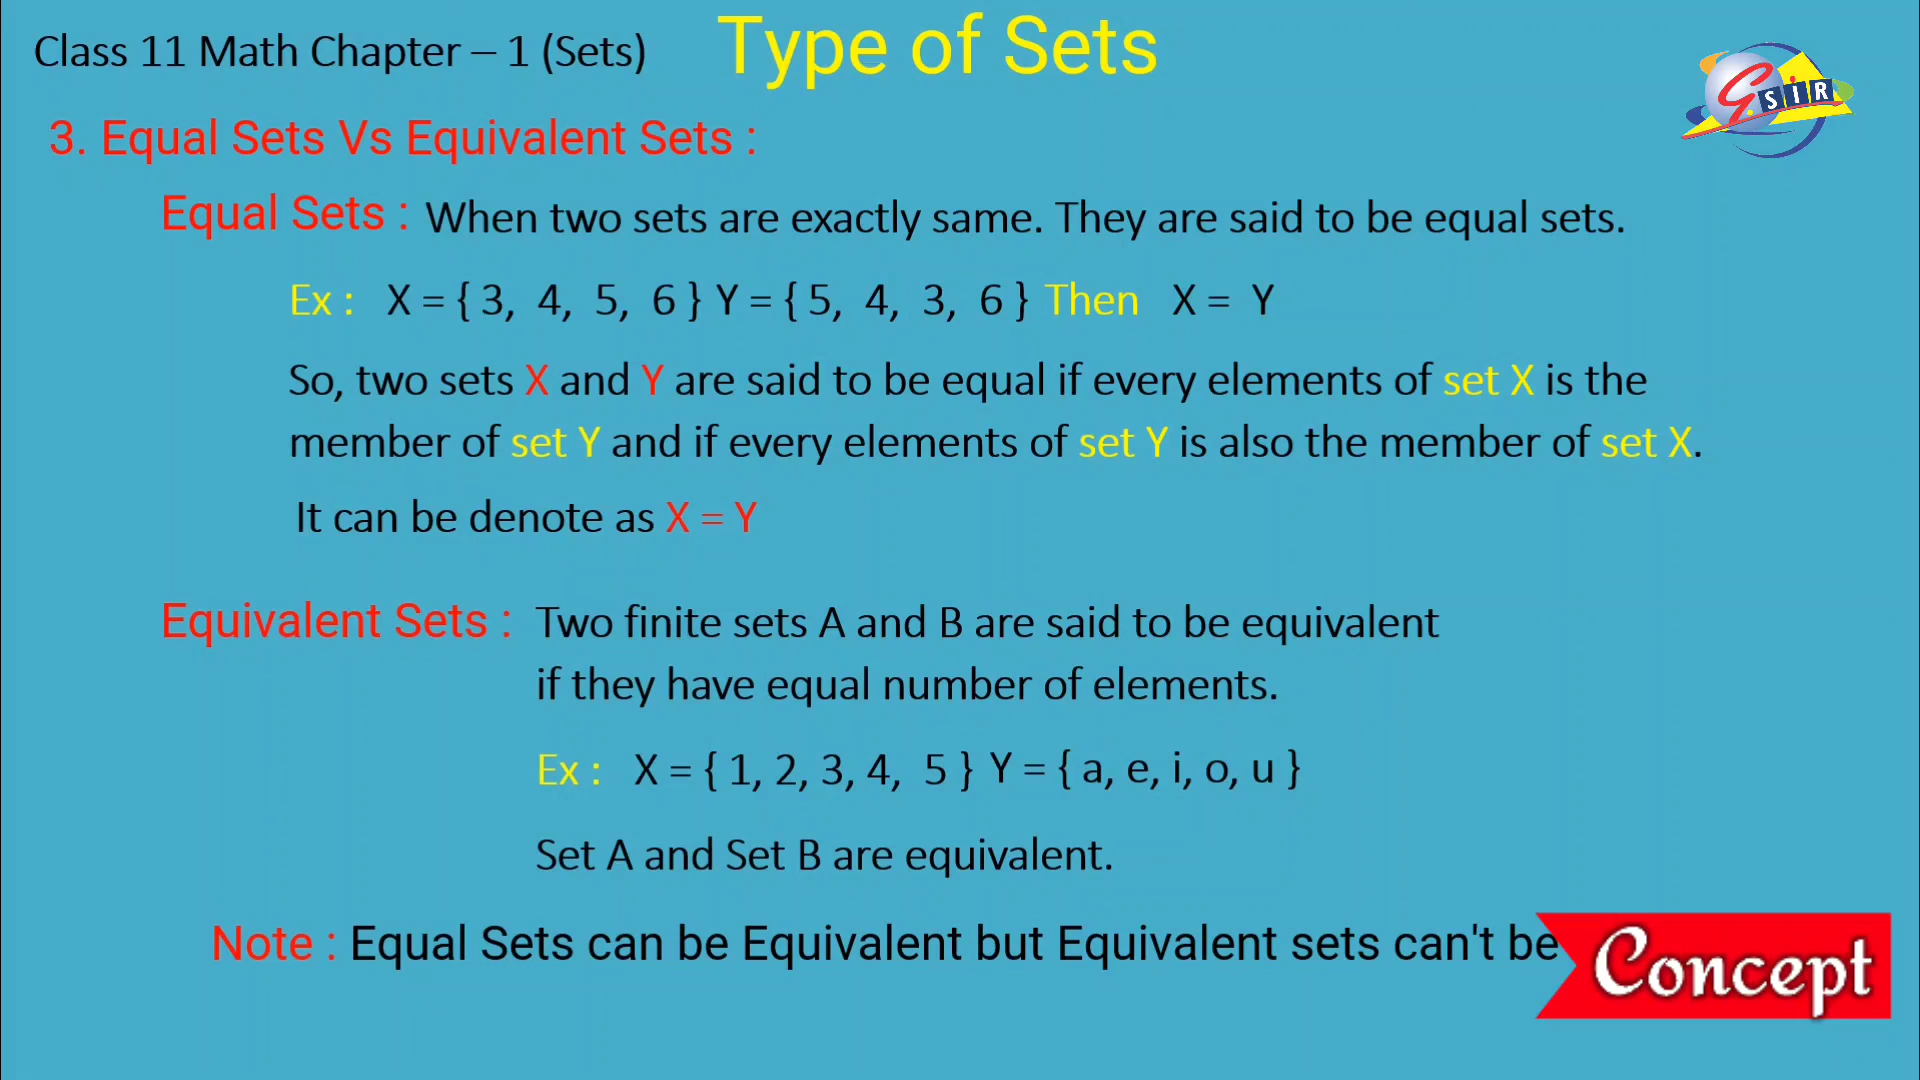 Class 11 Math Chapter – 1 (Sets)
Type of Sets
G SIR
3. Equal Sets Vs Equivalent Sets :
Equal Sets : When two sets are exactly same. They are said to be equal sets.
Ex : X = { 3, 4, 5, 6 } Y = { 5, 4, 3, 6 } Then X = Y
So, two sets X and Y are said to be equal if every elements of set X is the
member of set Y and if every elements of set Y is also the member of set X.
It can be denote as X = Y
Equivalent Sets : Two finite sets A and B are said to be equivalent
if they have equal number of elements.
Ex : X = { 1, 2, 3, 4, 5 } Y = { a, e, i, o, u }
Set A and Set B are equivalent.
Note : Equal Sets can be Equivalent but Equivalent sets can't be
Concept